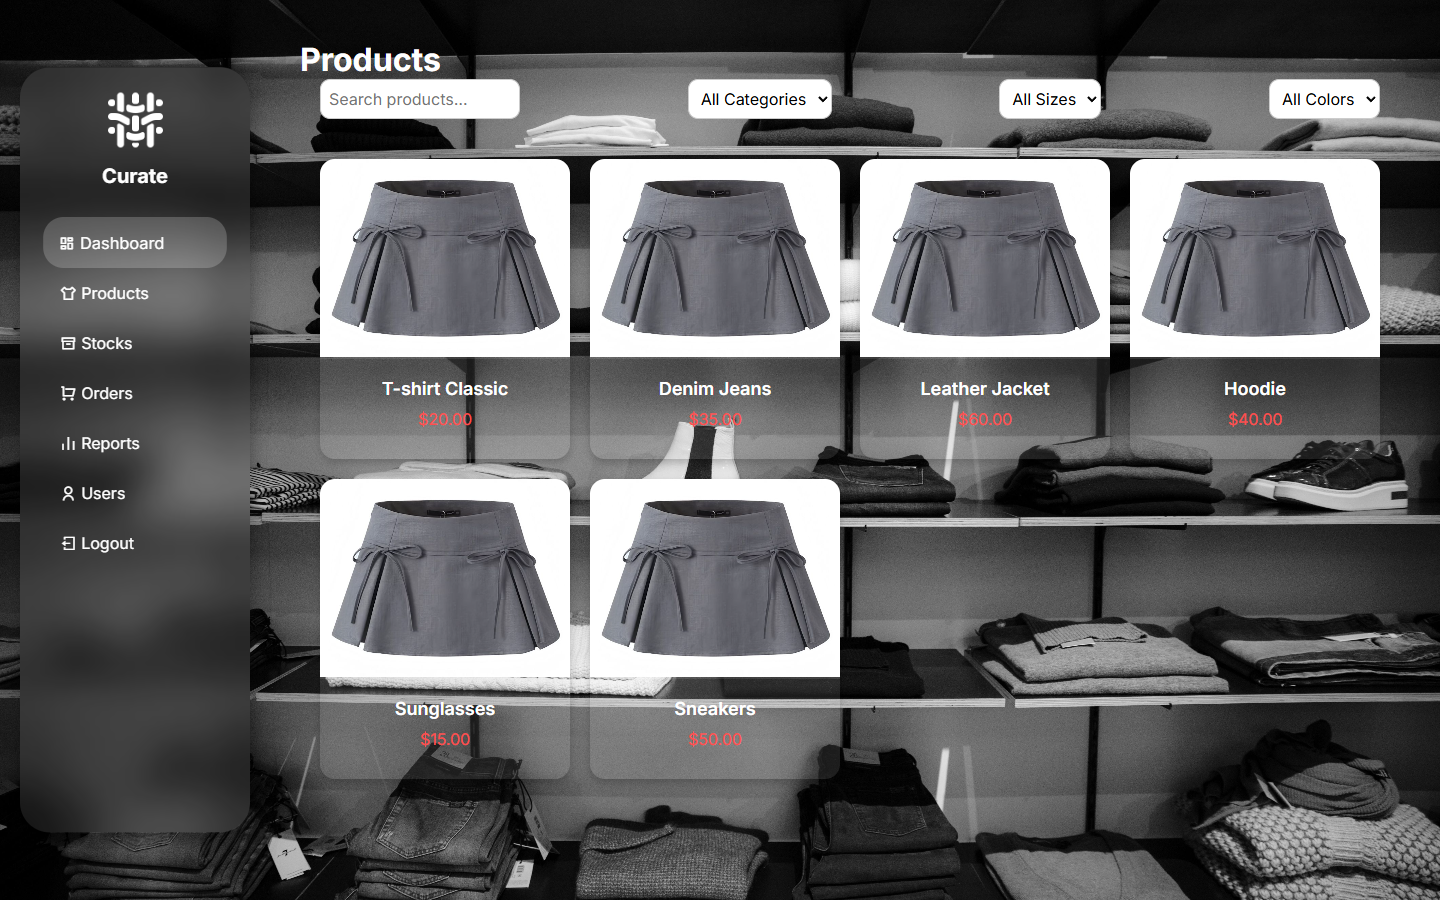 Products
Search products...
All Categories
All Sizes
All Colors
Curate
Dashboard
Products
Stocks
Orders
Reports
Users
Logout
T-shirt Classic
$20.00
Denim Jeans
$35.00
Leather Jacket
$60.00
Hoodie
$40.00
Sunglasses
$15.00
Sneakers
$50.00